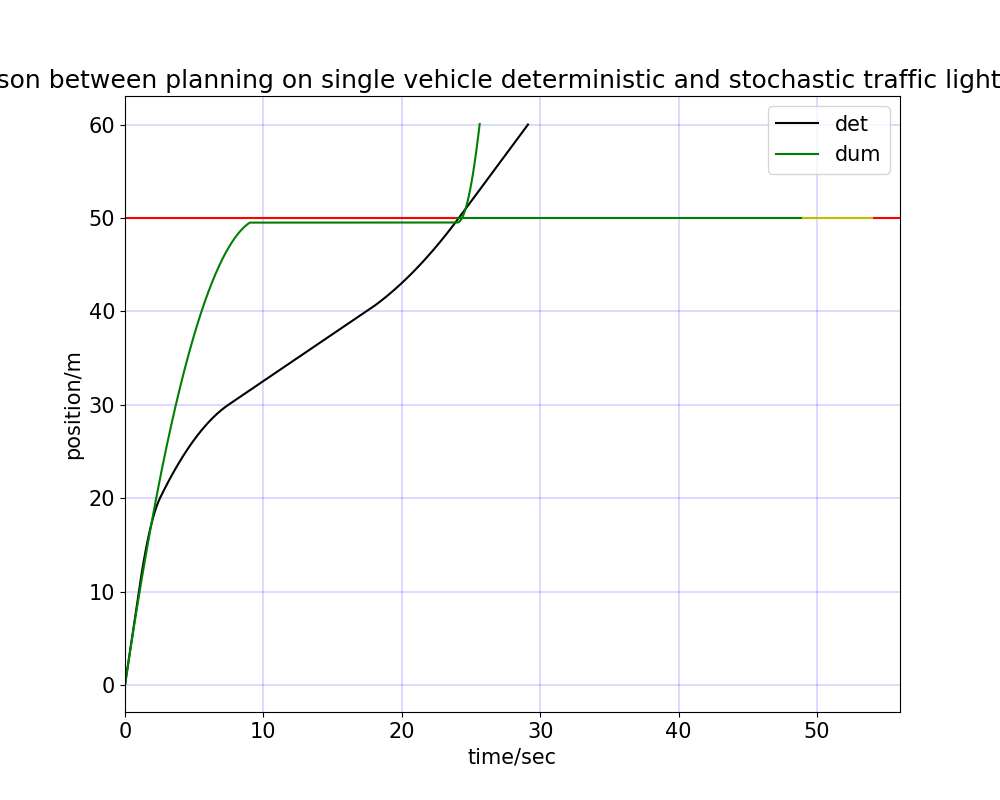 son between planning on single vehicle deterministic and stochastic traffic light
det
dum
position/m
60
50
40
30
20
10
0
0 10 20 30 40 50
time/sec